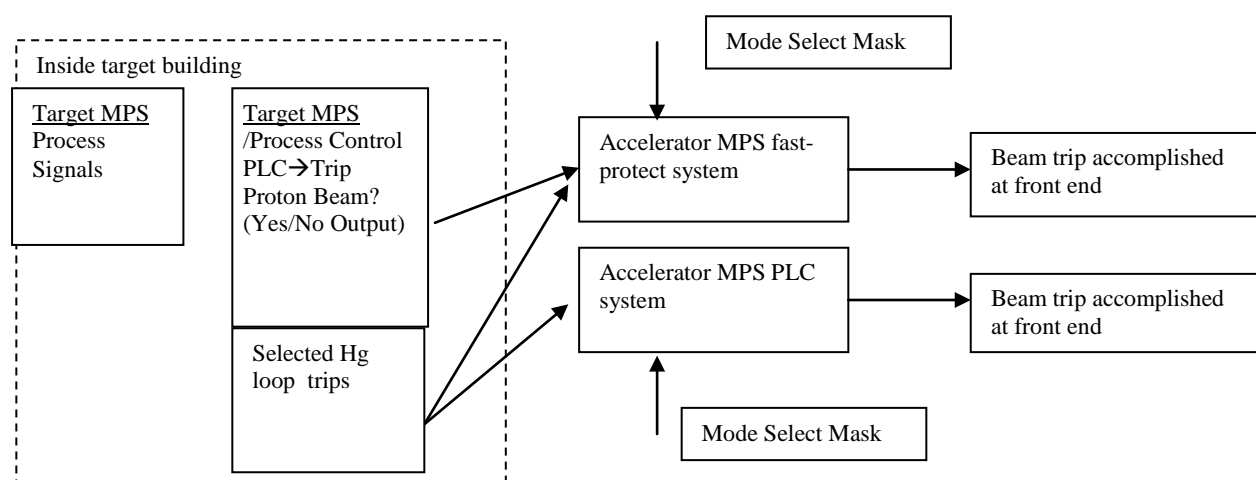 Mode Select Mask
Inside target building
Target MPS
Process
Signals
Target MPS
/Process Control
PLC→Trip
Proton Beam?
(Yes/No Output)
Accelerator MPS fast-
protect system
Beam trip accomplished
at front end
Accelerator MPS PLC
system
Beam trip accomplished
at front end
Selected Hg
loop trips
Mode Select Mask